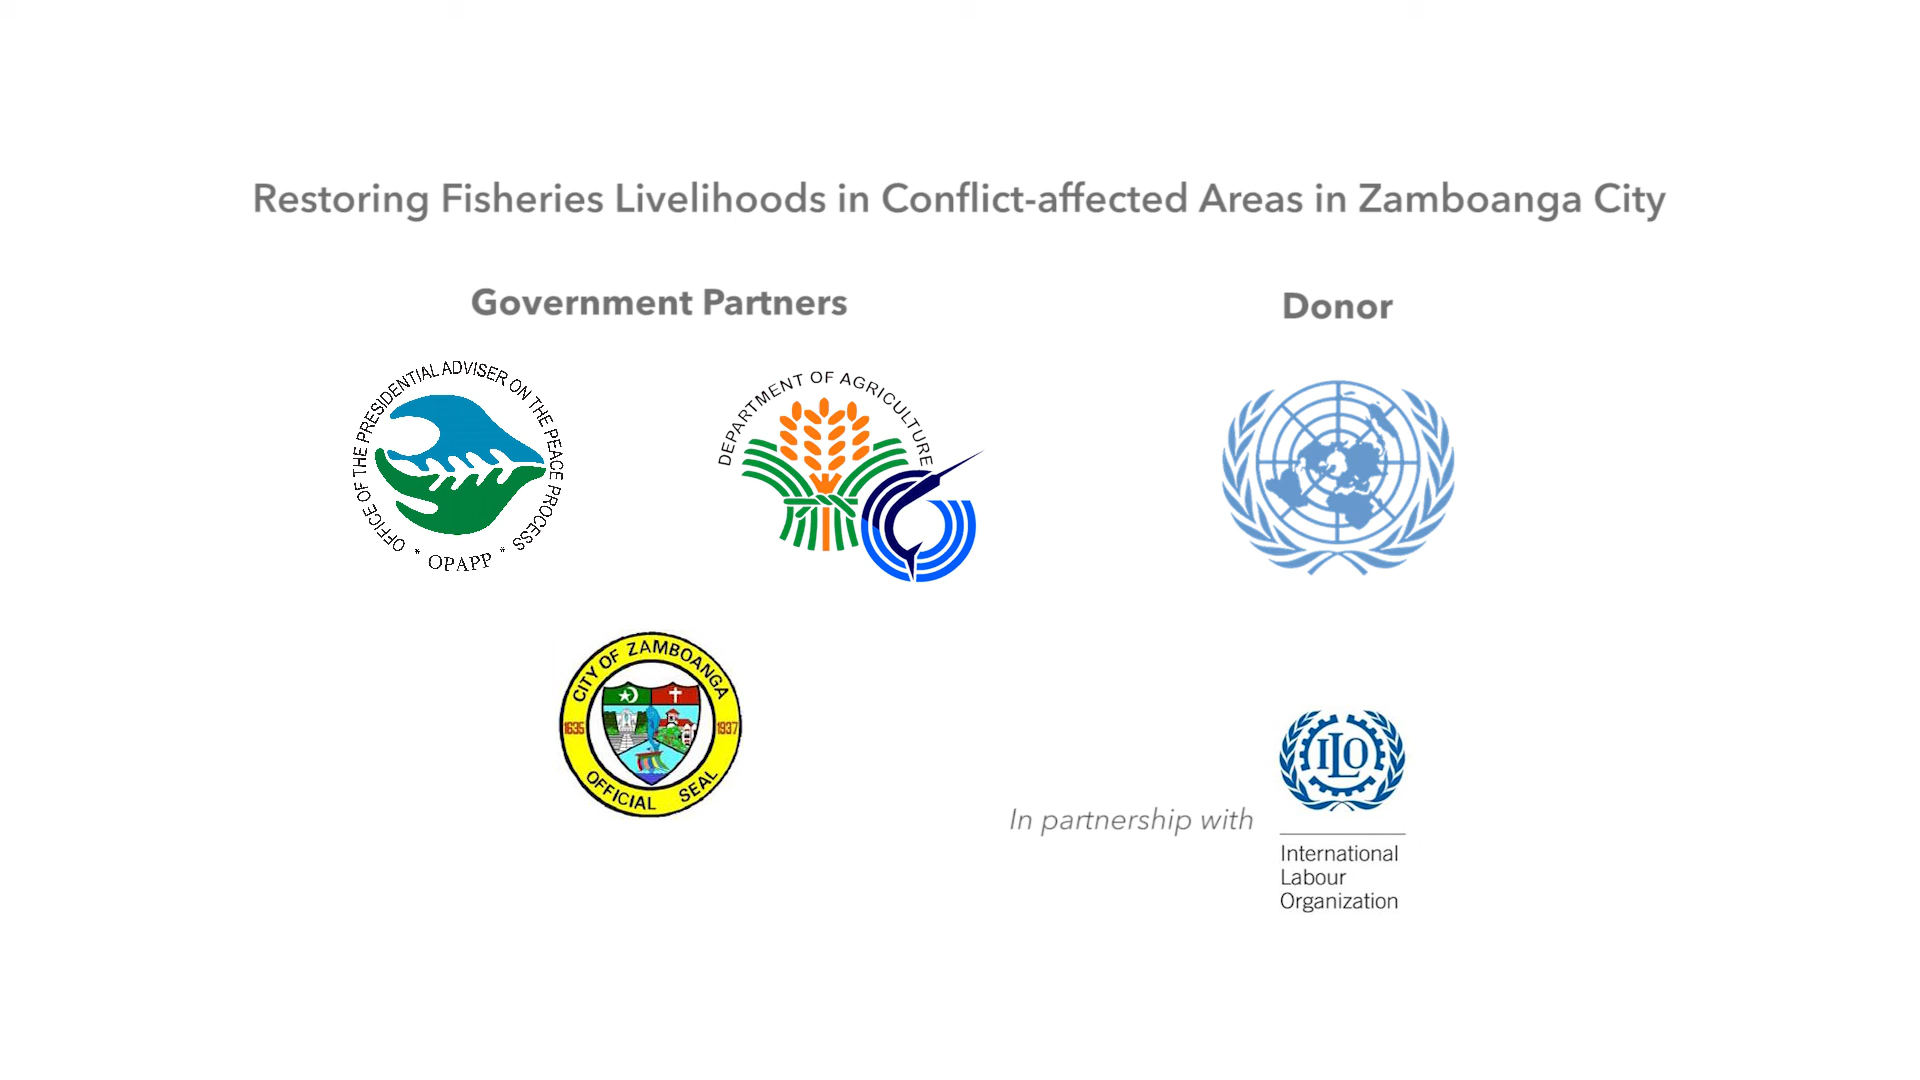 Restoring Fisheries Livelihoods in Conflict-affected Areas in Zamboanga City
Government Partners
Donor
OFFICE OF THE PRESIDENTIAL ADVISER ON THE PEACE PROCESS
* OPAPP *
DEPARTMENT OF AGRICULTURE
CITY OF ZAMBOANGA
1635 1937
OFFICIAL SEAL
ILO
In partnership with
International
Labour
Organization